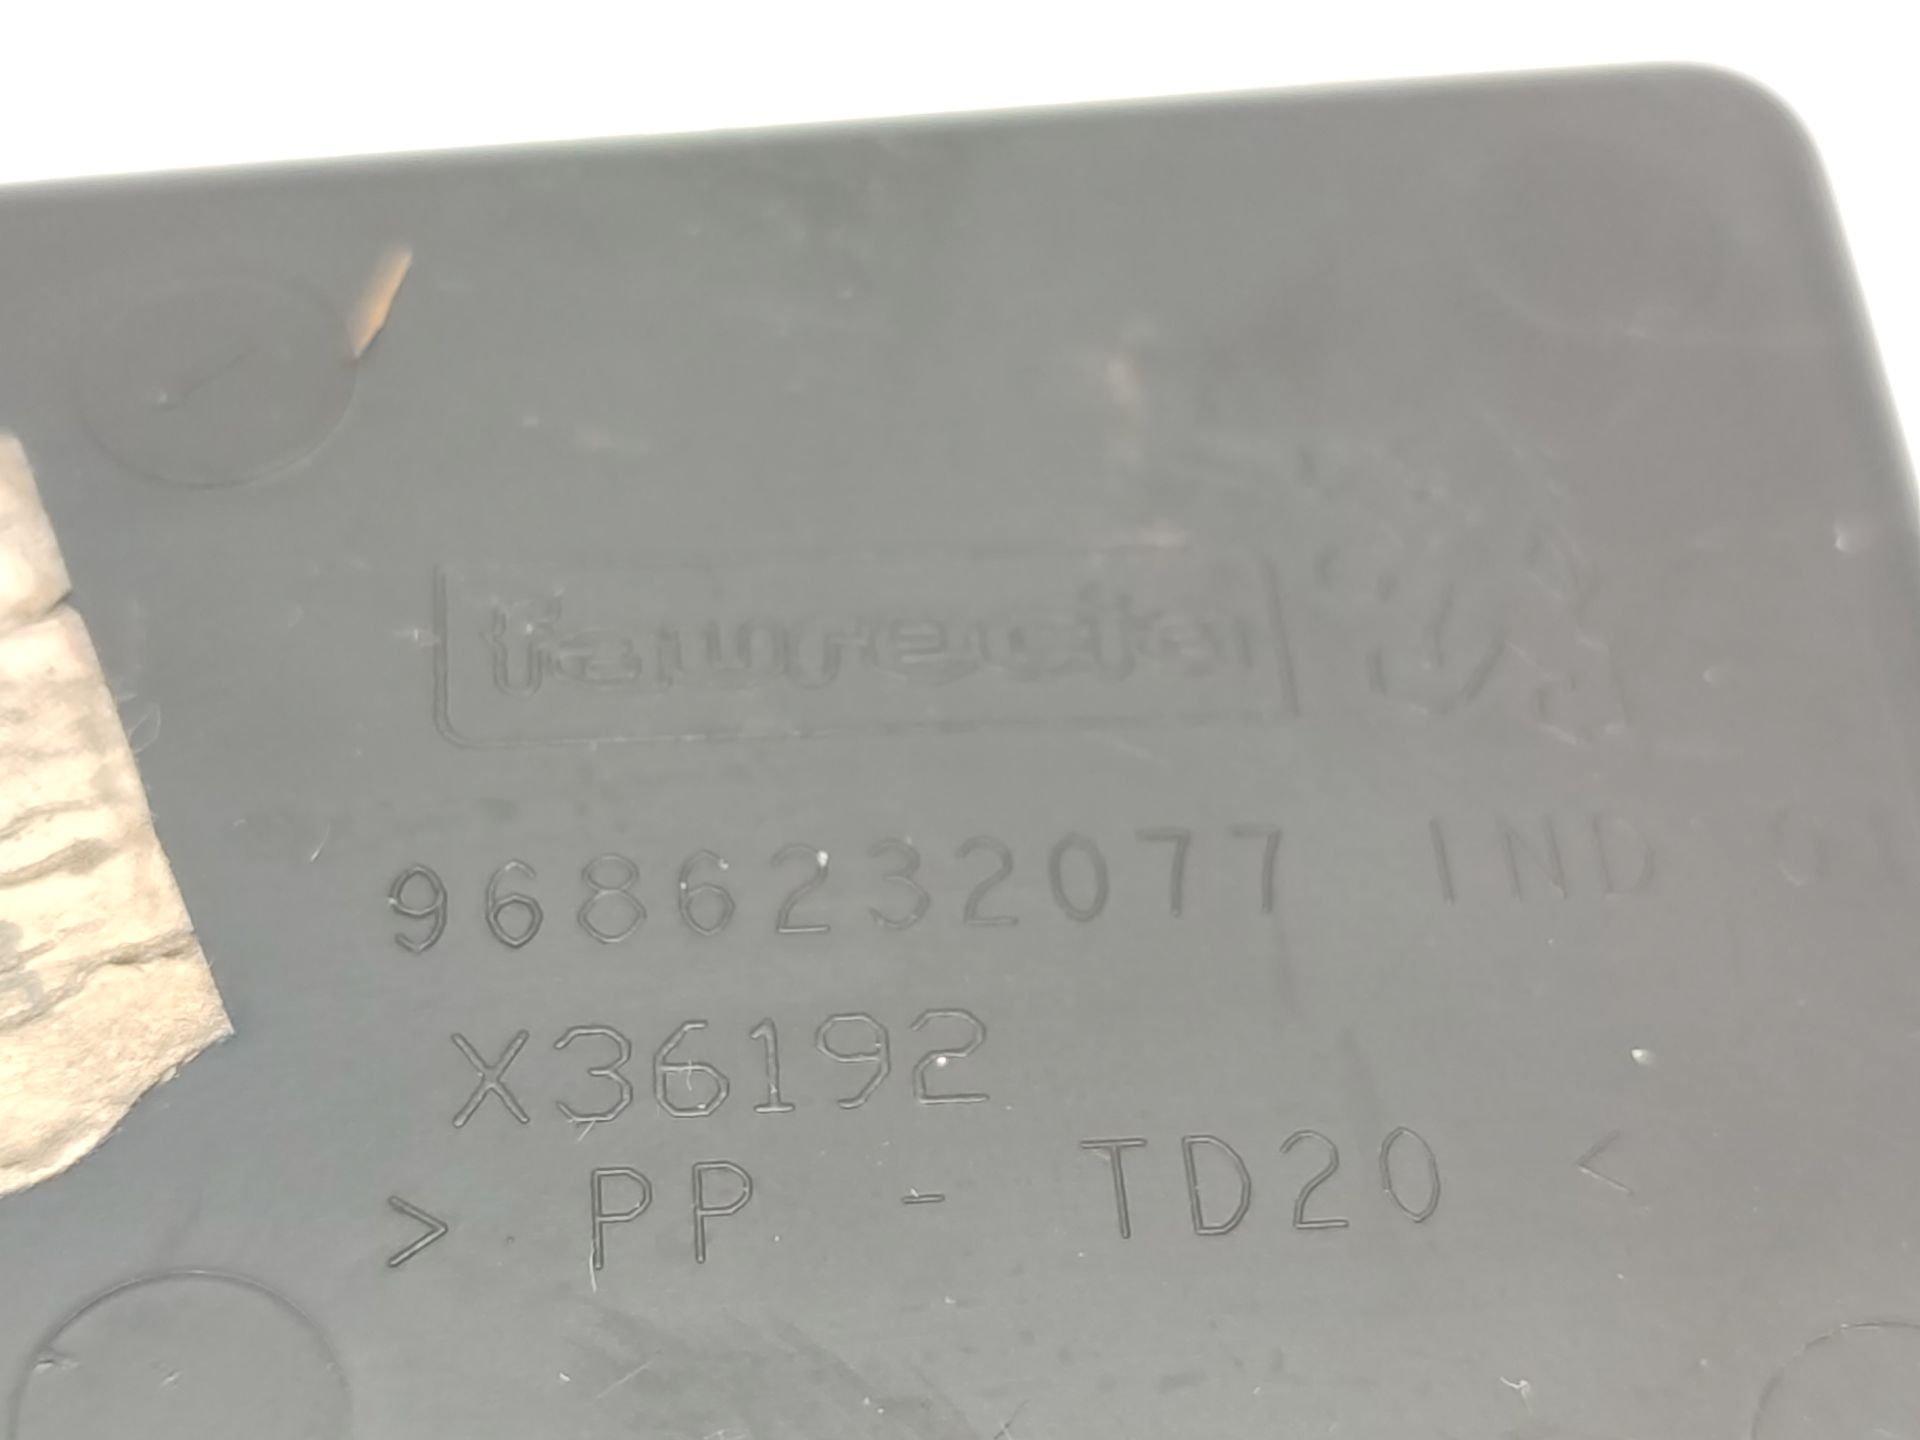 faurecia
9686232077 IND
X36192
> PP - TD20 <